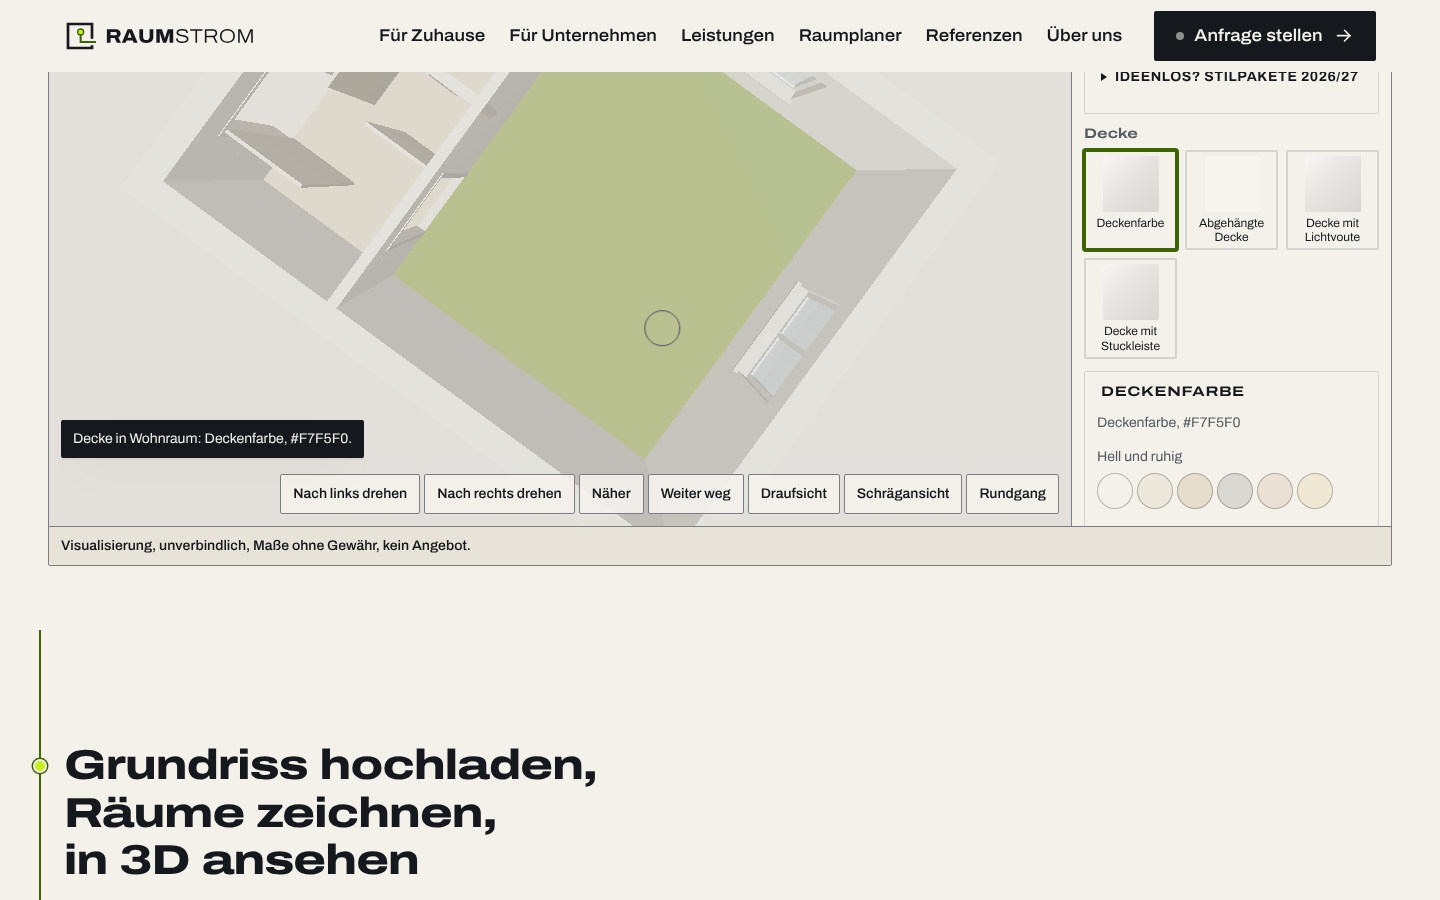 RAUMSTROM
Für Zuhause
Für Unternehmen
Leistungen
Raumplaner
Referenzen
Über uns
Anfrage stellen
IDEENLOS? STILPAKETE 2026/27
Decke
Deckenfarbe
Abgehängte
Decke
Decke mit
Lichtvoute
Decke mit
Stuckleiste
DECKENFARBE
Deckenfarbe, #F7F5F0
Hell und ruhig
Decke in Wohnraum: Deckenfarbe, #F7F5F0.
Nach links drehen
Nach rechts drehen
Näher
Weiter weg
Draufsicht
Schrägansicht
Rundgang
Visualisierung, unverbindlich, Maße ohne Gewähr, kein Angebot.
Grundriss hochladen,
Räume zeichnen,
in 3D ansehen